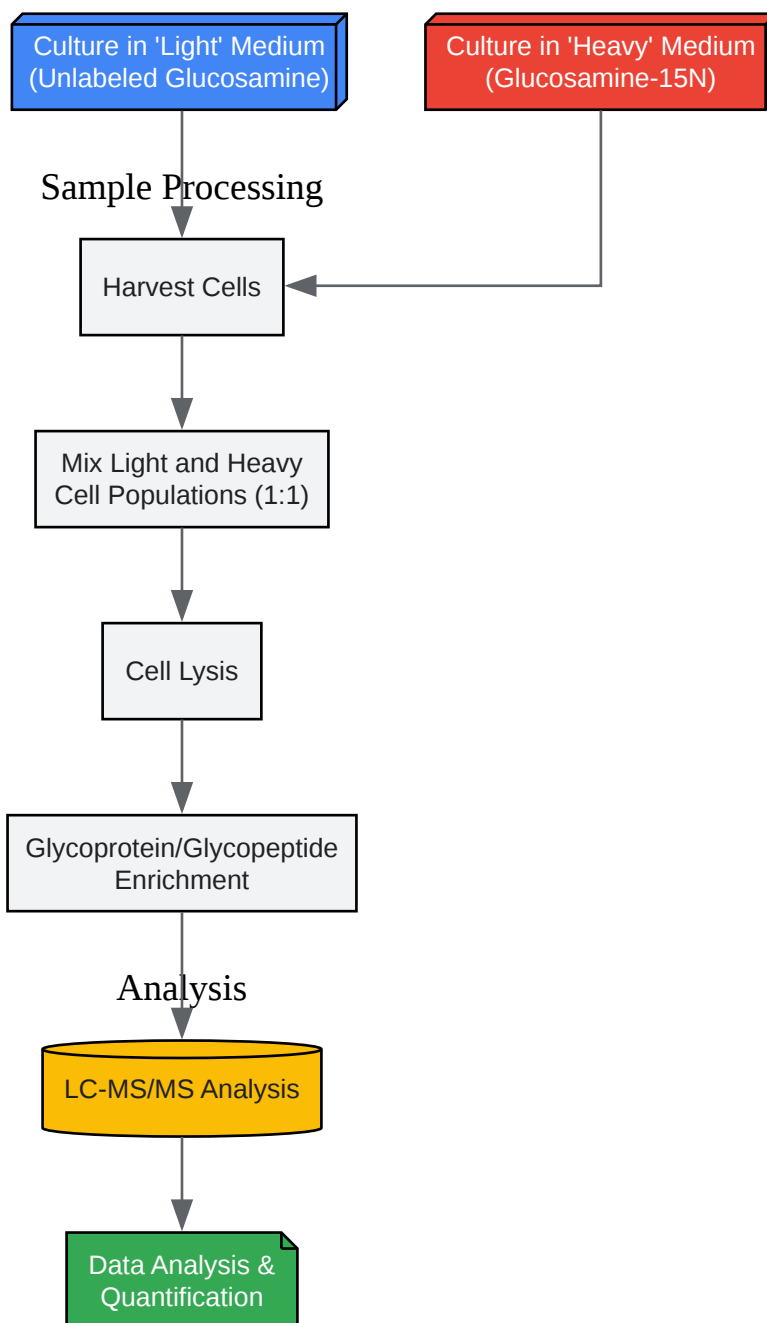 Culture in 'Light' Medium
(Unlabeled Glucosamine)
Culture in 'Heavy' Medium
(Glucosamine-15N)
Sample Processing
Harvest Cells
Mix Light and Heavy
Cell Populations (1:1)
Cell Lysis
Glycoprotein/Glycopeptide
Enrichment
Analysis
LC-MS/MS Analysis
Data Analysis &
Quantification